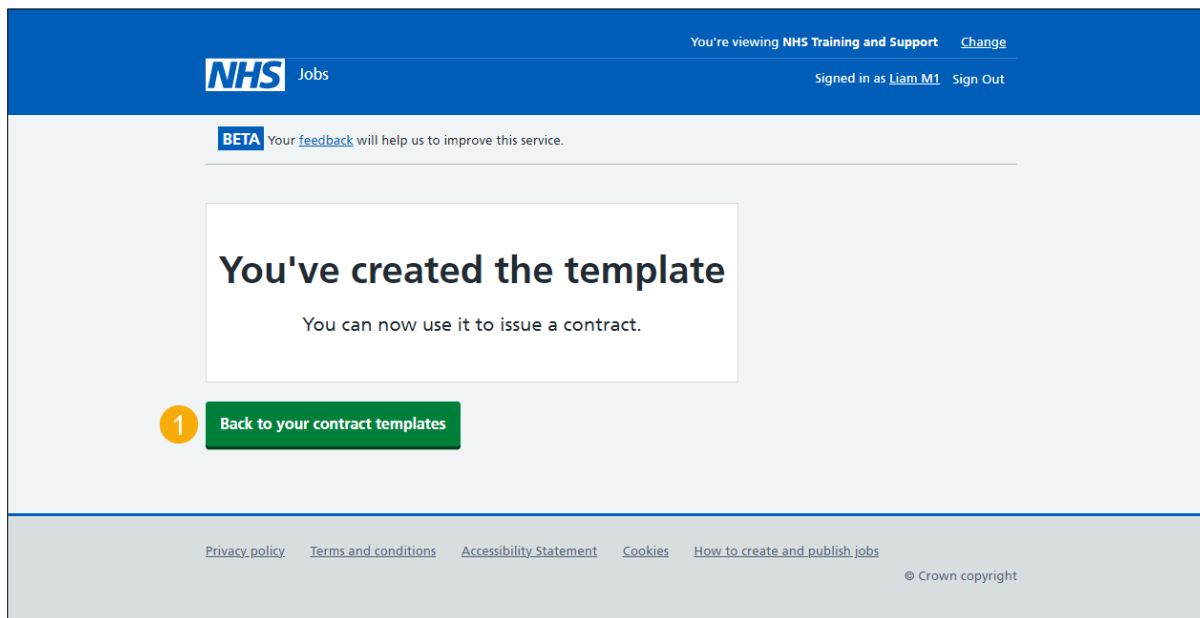 You're viewing NHS Training and Support Change
NHS Jobs
Signed in as Liam M1 Sign Out
BETA Your feedback will help us to improve this service.
You've created the template
You can now use it to issue a contract.
1 Back to your contract templates
Privacy policy Terms and conditions Accessibility Statement Cookies How to create and publish jobs
© Crown copyright